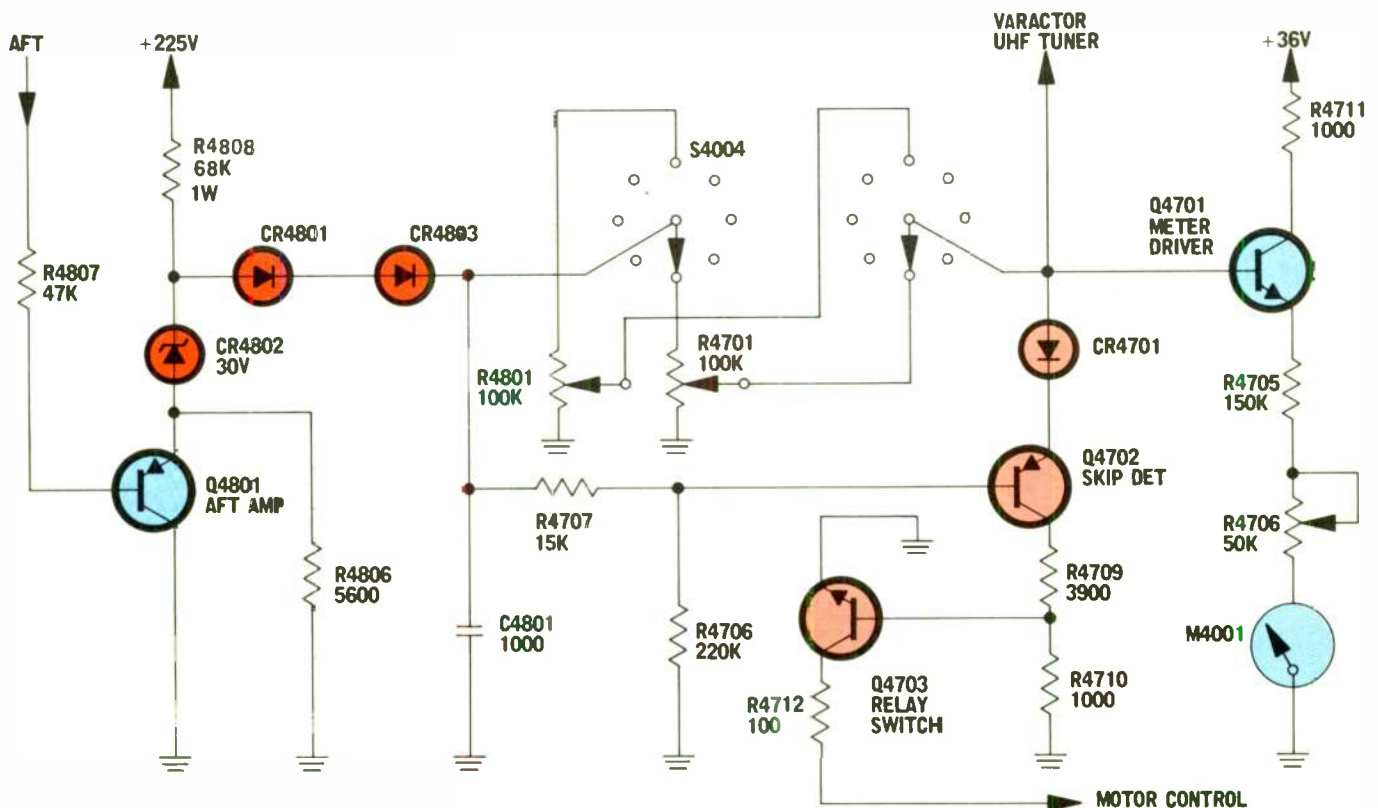 AFT
+225V
VARACTOR
UHF TUNER
+36V
R4711
1000
R4808
68K
1W
S4004
Q4701
METER
DRIVER
CR4801
CR4803
R4807
47K
CR4802
30V
R4801
100K
R4701
100K
CR4701
R4705
150K
Q4801
AFT AMP
Q4702
SKIP DET
R4707
15K
R4706
50K
R4806
5600
R4709
3900
C4801
1000
R4706
220K
M4001
Q4703
RELAY
SWITCH
R4710
1000
R4712
100
MOTOR CONTROL